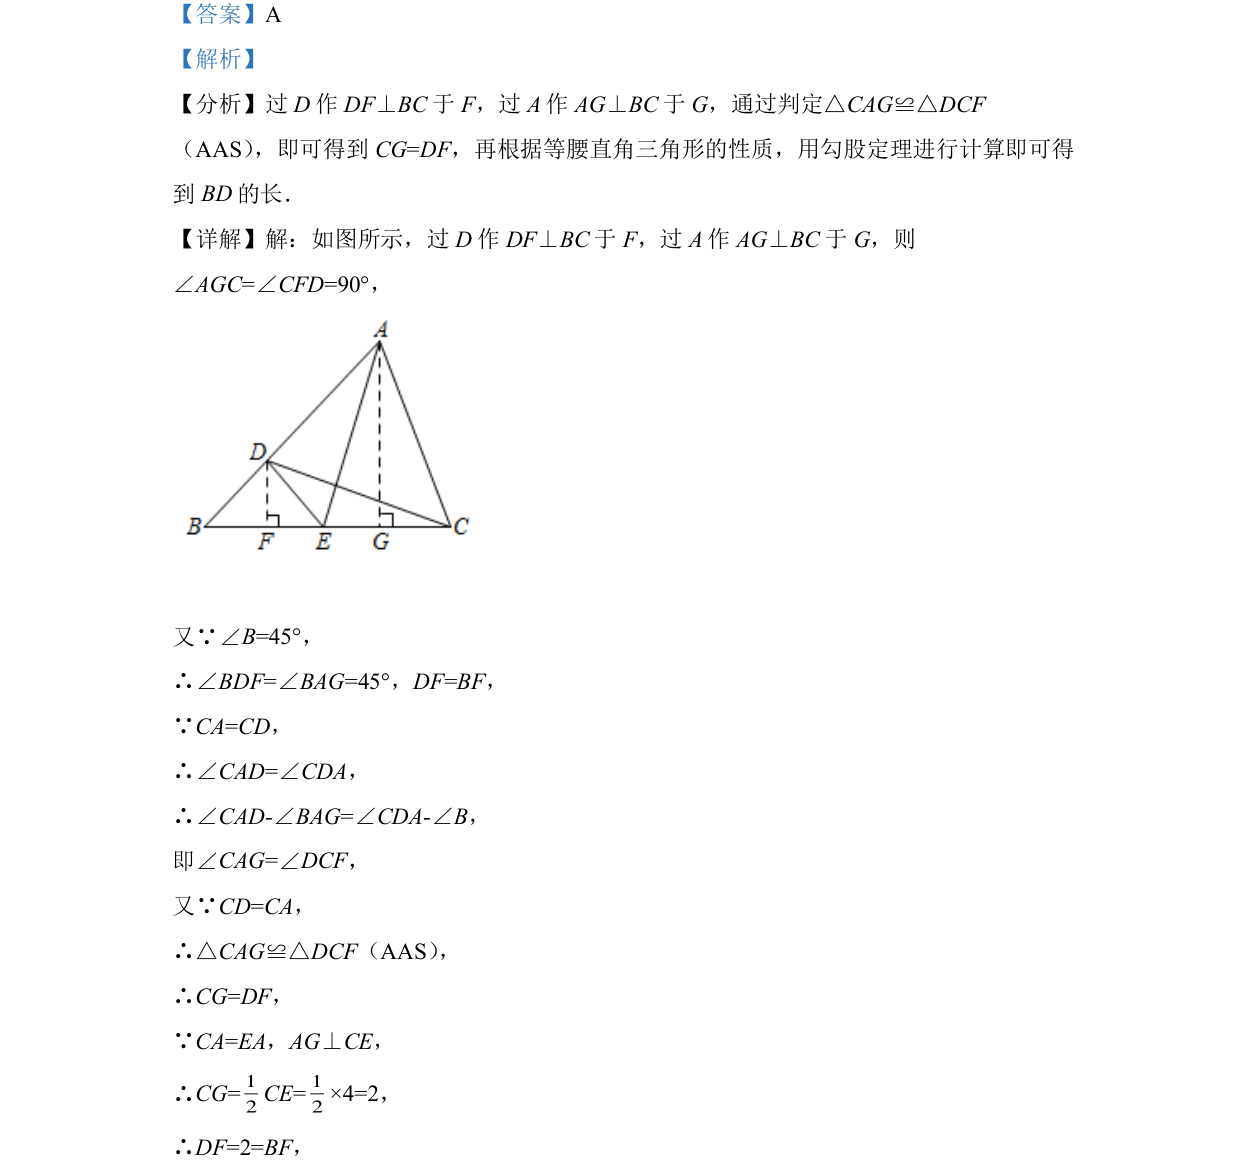 【答案】A
【解析】
【分析】过 D 作 DF⊥BC 于 F，过 A 作 AG⊥BC 于 G，通过判定△CAG≌△DCF
（AAS），即可得到 CG=DF，再根据等腰直角三角形的性质，用勾股定理进行计算即可得
到 BD 的长．
【详解】解：如图所示，过 D 作 DF⊥BC 于 F，过 A 作 AG⊥BC 于 G，则
∠AGC=∠CFD=90°，
A
D
B
F
E
G
C
又∵∠B=45°，
∴∠BDF=∠BAG=45°，DF=BF，
∵CA=CD，
∴∠CAD=∠CDA，
∴∠CAD-∠BAG=∠CDA-∠B，
即∠CAG=∠DCF，
又∵CD=CA，
∴△CAG≌△DCF（AAS），
∴CG=DF，
∵CA=EA，AG⊥CE，
∴CG=1/2 CE=1/2 ×4=2，
∴DF=2=BF，